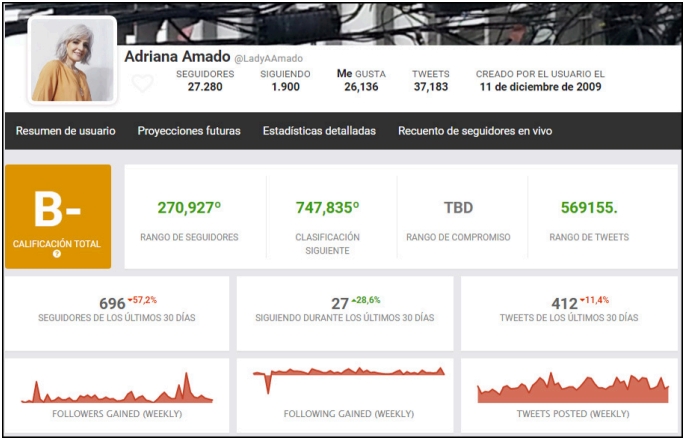 Adriana Amado @LadyAAmado
SEGUIDORES
27.280
SIGUIENDO
1.900
Me GUSTA
26,136
TWEETS
37,183
CREADO POR EL USUARIO EL
11 de diciembre de 2009
Resumen de usuario
Proyecciones futuras
Estadísticas detalladas
Recuento de seguidores en vivo
B-
CALIFICACIÓN TOTAL
?
270,927º
RANGO DE SEGUIDORES
747,835º
CLASIFICACIÓN
SIGUIENTE
TBD
RANGO DE COMPROMISO
569155.
RANGO DE TWEETS
696 -57,2%
SEGUIDORES DE LOS ÚLTIMOS 30 DÍAS
27 28,6%
SIGUIENDO DURANTE LOS ÚLTIMOS 30 DÍAS
412 -11,4%
TWEETS DE LOS ÚLTIMOS 30 DÍAS
FOLLOWERS GAINED (WEEKLY)
FOLLOWING GAINED (WEEKLY)
TWEETS POSTED (WEEKLY)